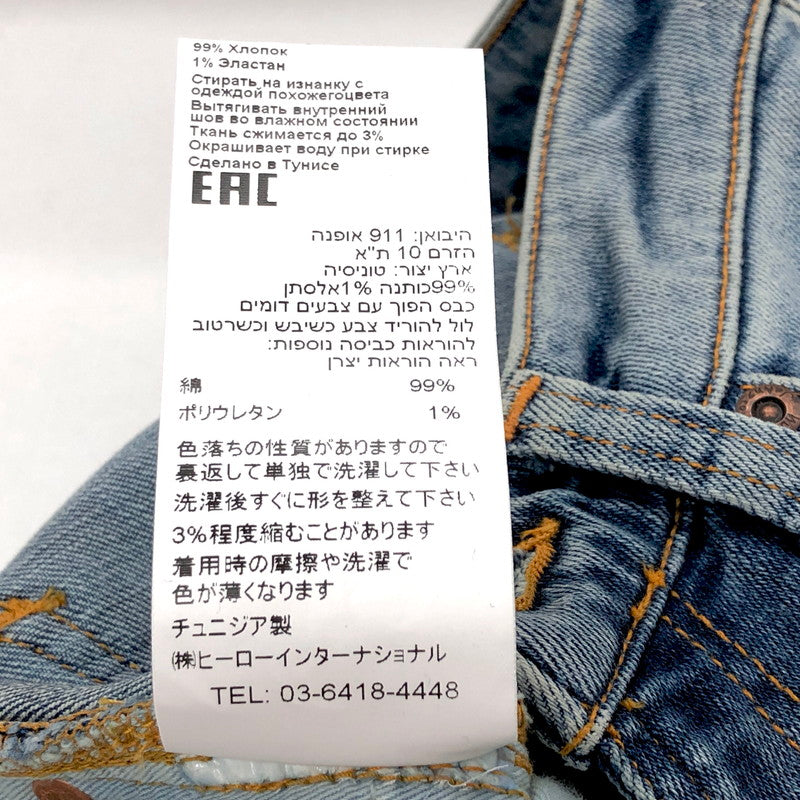 99% Хлопок
1% Эластан
Стирать на изнанку с
одеждой похожегоцвета
Вытягивать внутренний
шов во влажном состоянии
Ткань сжимается до 3%
Окрашивает воду при стирке
Сделано в Тунисе
EAC
היבואן: 911 אופנה
הזרם 10 ת"א
ארץ יצור: טוניסיה
99%כותנה 1%אלסתן
כבס הפוך עם צבעים דומים
לול להוריד צבע כשיבש וכשרטוב
להוראות כביסה נוספות:
ראה הוראות יצרן
綿 99%
ポリウレタン 1%
色落ちの性質がありますので
裏返して単独で洗濯して下さい
洗濯後すぐに形を整えて下さい
3%程度縮むことがあります
着用時の摩擦や洗濯で
色が薄くなります
チュニジア製
㈱ヒーローインターナショナル
TEL: 03-6418-4448